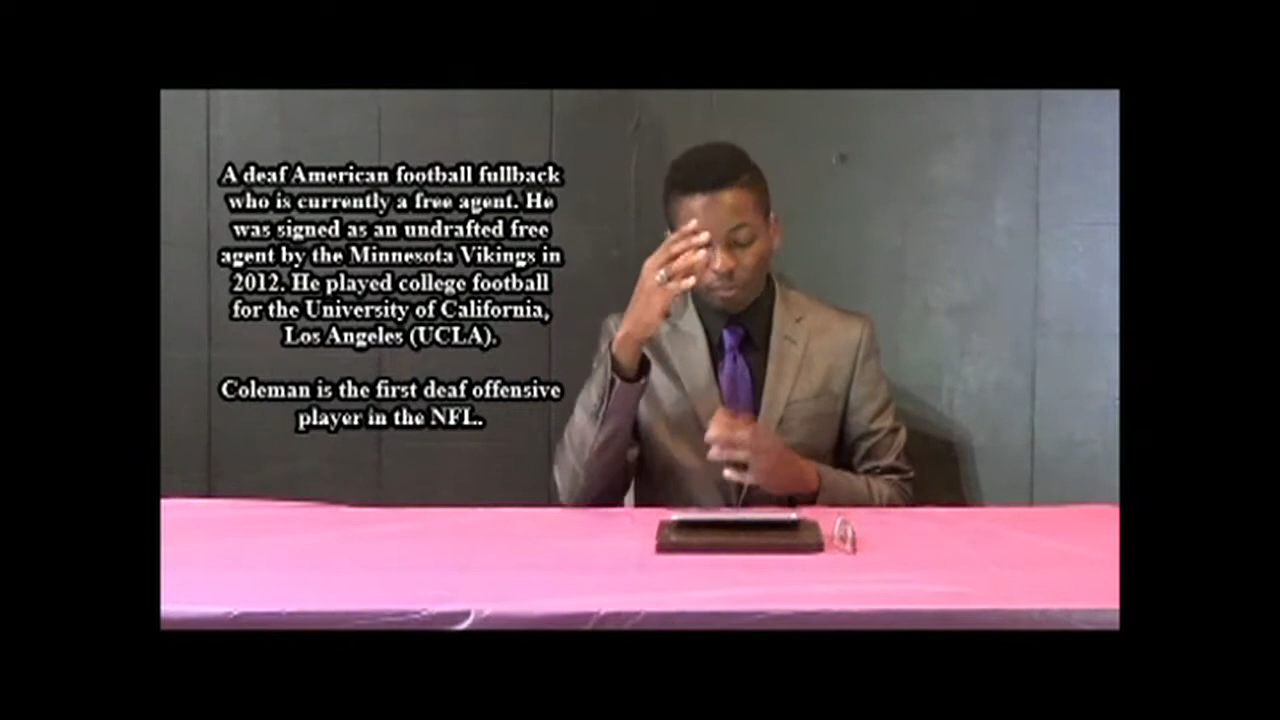 A deaf American football fullback
who is currently a free agent. He
was signed as an undrafted free
agent by the Minnesota Vikings in
2012. He played college football
for the University of California,
Los Angeles (UCLA).
Coleman is the first deaf offensive
player in the NFL.